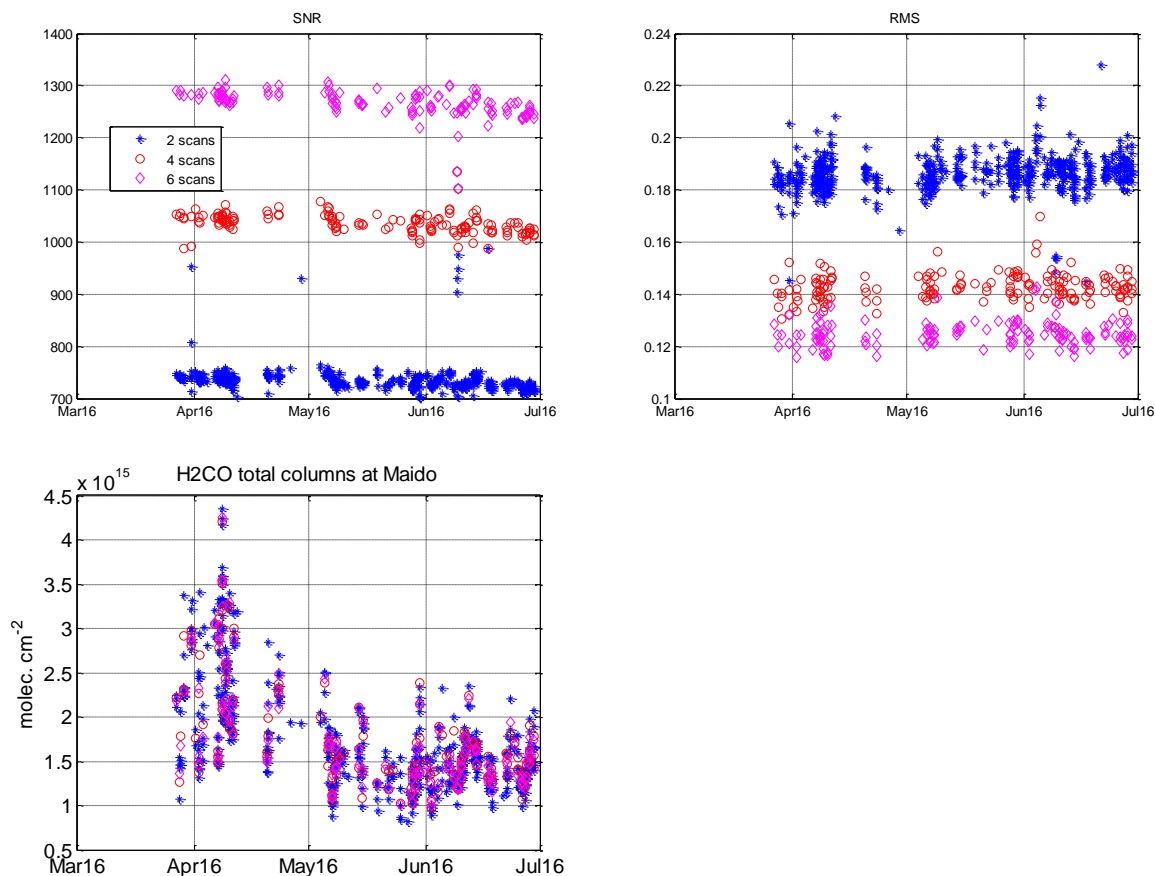 SNR
1400
1300
1200
1100
1000
900
800
700
Mar16 Apr16 May16 Jun16 Jul16
2 scans
4 scans
6 scans
RMS
0.24
0.22
0.2
0.18
0.16
0.14
0.12
0.1
Mar16 Apr16 May16 Jun16 Jul16
H2CO total columns at Maido
x 10^15
molec. cm^-2
4.5
4
3.5
3
2.5
2
1.5
1
0.5
Mar16 Apr16 May16 Jun16 Jul16